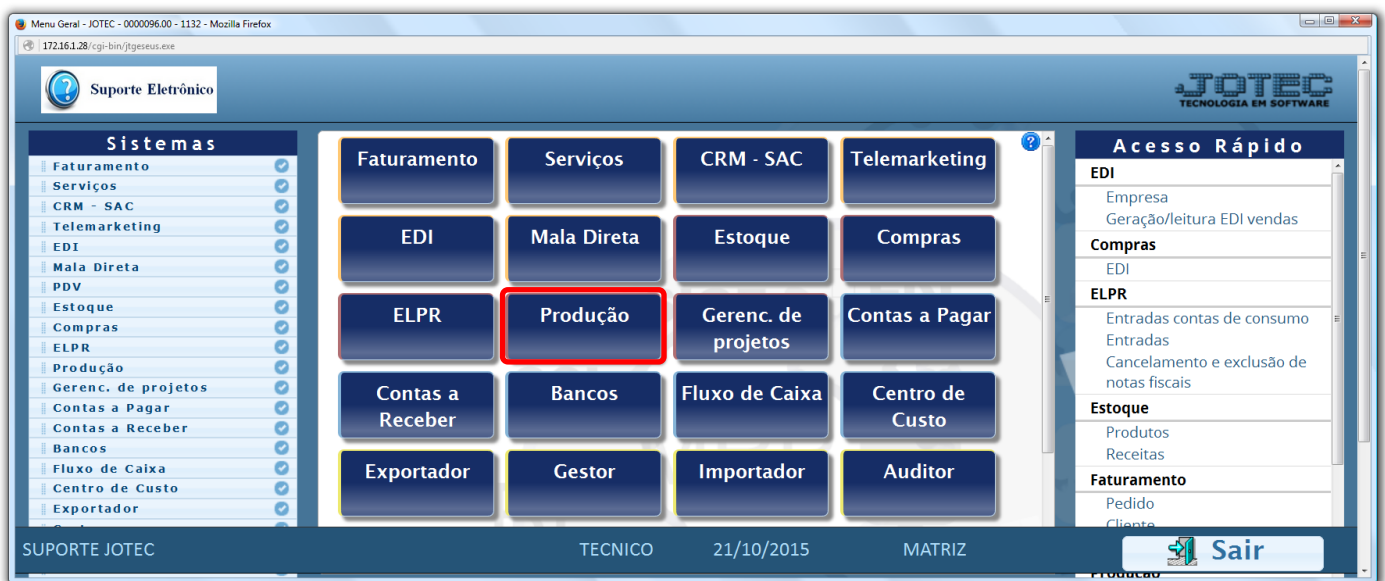 Menu Geral - JOTEC - 0000096.00 - 1132 - Mozilla Firefox
172.16.1.28/cgi-bin/jtgeseus.exe
Suporte Eletrônico
JOTEC
TECNOLOGIA EM SOFTWARE
Sistemas
Faturamento
Serviços
CRM - SAC
Telemarketing
EDI
Mala Direta
PDV
Estoque
Compras
ELPR
Produção
Gerenc. de projetos
Contas a Pagar
Contas a Receber
Bancos
Fluxo de Caixa
Centro de Custo
Exportador
Faturamento
Serviços
CRM - SAC
Telemarketing
EDI
Mala Direta
Estoque
Compras
ELPR
Produção
Gerenc. de
projetos
Contas a Pagar
Contas a
Receber
Bancos
Fluxo de Caixa
Centro de
Custo
Exportador
Gestor
Importador
Auditor
Acesso Rápido
EDI
Empresa
Geração/leitura EDI vendas
Compras
EDI
ELPR
Entradas contas de consumo
Entradas
Cancelamento e exclusão de
notas fiscais
Estoque
Produtos
Receitas
Faturamento
Pedido
Cliente
Produção
SUPORTE JOTEC
TECNICO
21/10/2015
MATRIZ
Sair